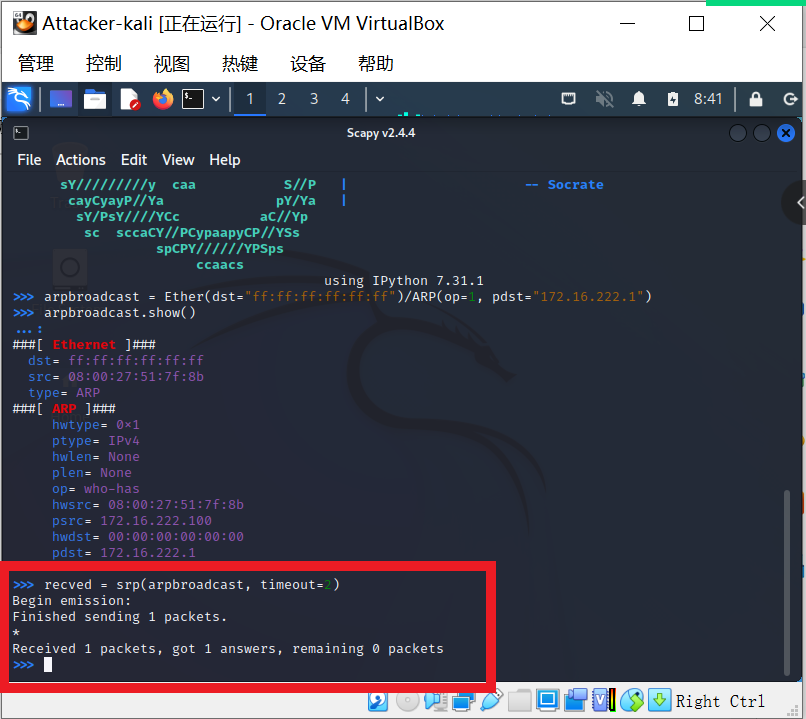 Attacker-kali [正在运行] - Oracle VM VirtualBox
管理 控制 视图 热键 设备 帮助
1 2 3 4 8:41
Scapy v2.4.4
File Actions Edit View Help
sY/////////y  caa             S//P   |                      -- Socrate
cayCyayP//Ya              pY/Ya   |
sY/PsY////YCc          aC//Yp
sc  sccaCY//PCypaapyCP//YSs
spCPY//////YPSps
ccaacs
using IPython 7.31.1
>>> arpbroadcast = Ether(dst="ff:ff:ff:ff:ff:ff")/ARP(op=1, pdst="172.16.222.1")
>>> arpbroadcast.show()
...:
###[ Ethernet ]###
dst= ff:ff:ff:ff:ff:ff
src= 08:00:27:51:7f:8b
type= ARP
###[ ARP ]###
hwtype= 0×1
ptype= IPv4
hwlen= None
plen= None
op= who-has
hwsrc= 08:00:27:51:7f:8b
psrc= 172.16.222.100
hwdst= 00:00:00:00:00:00
pdst= 172.16.222.1
>>> recved = srp(arpbroadcast, timeout=2)
Begin emission:
Finished sending 1 packets.
*
Received 1 packets, got 1 answers, remaining 0 packets
>>>
Right Ctrl